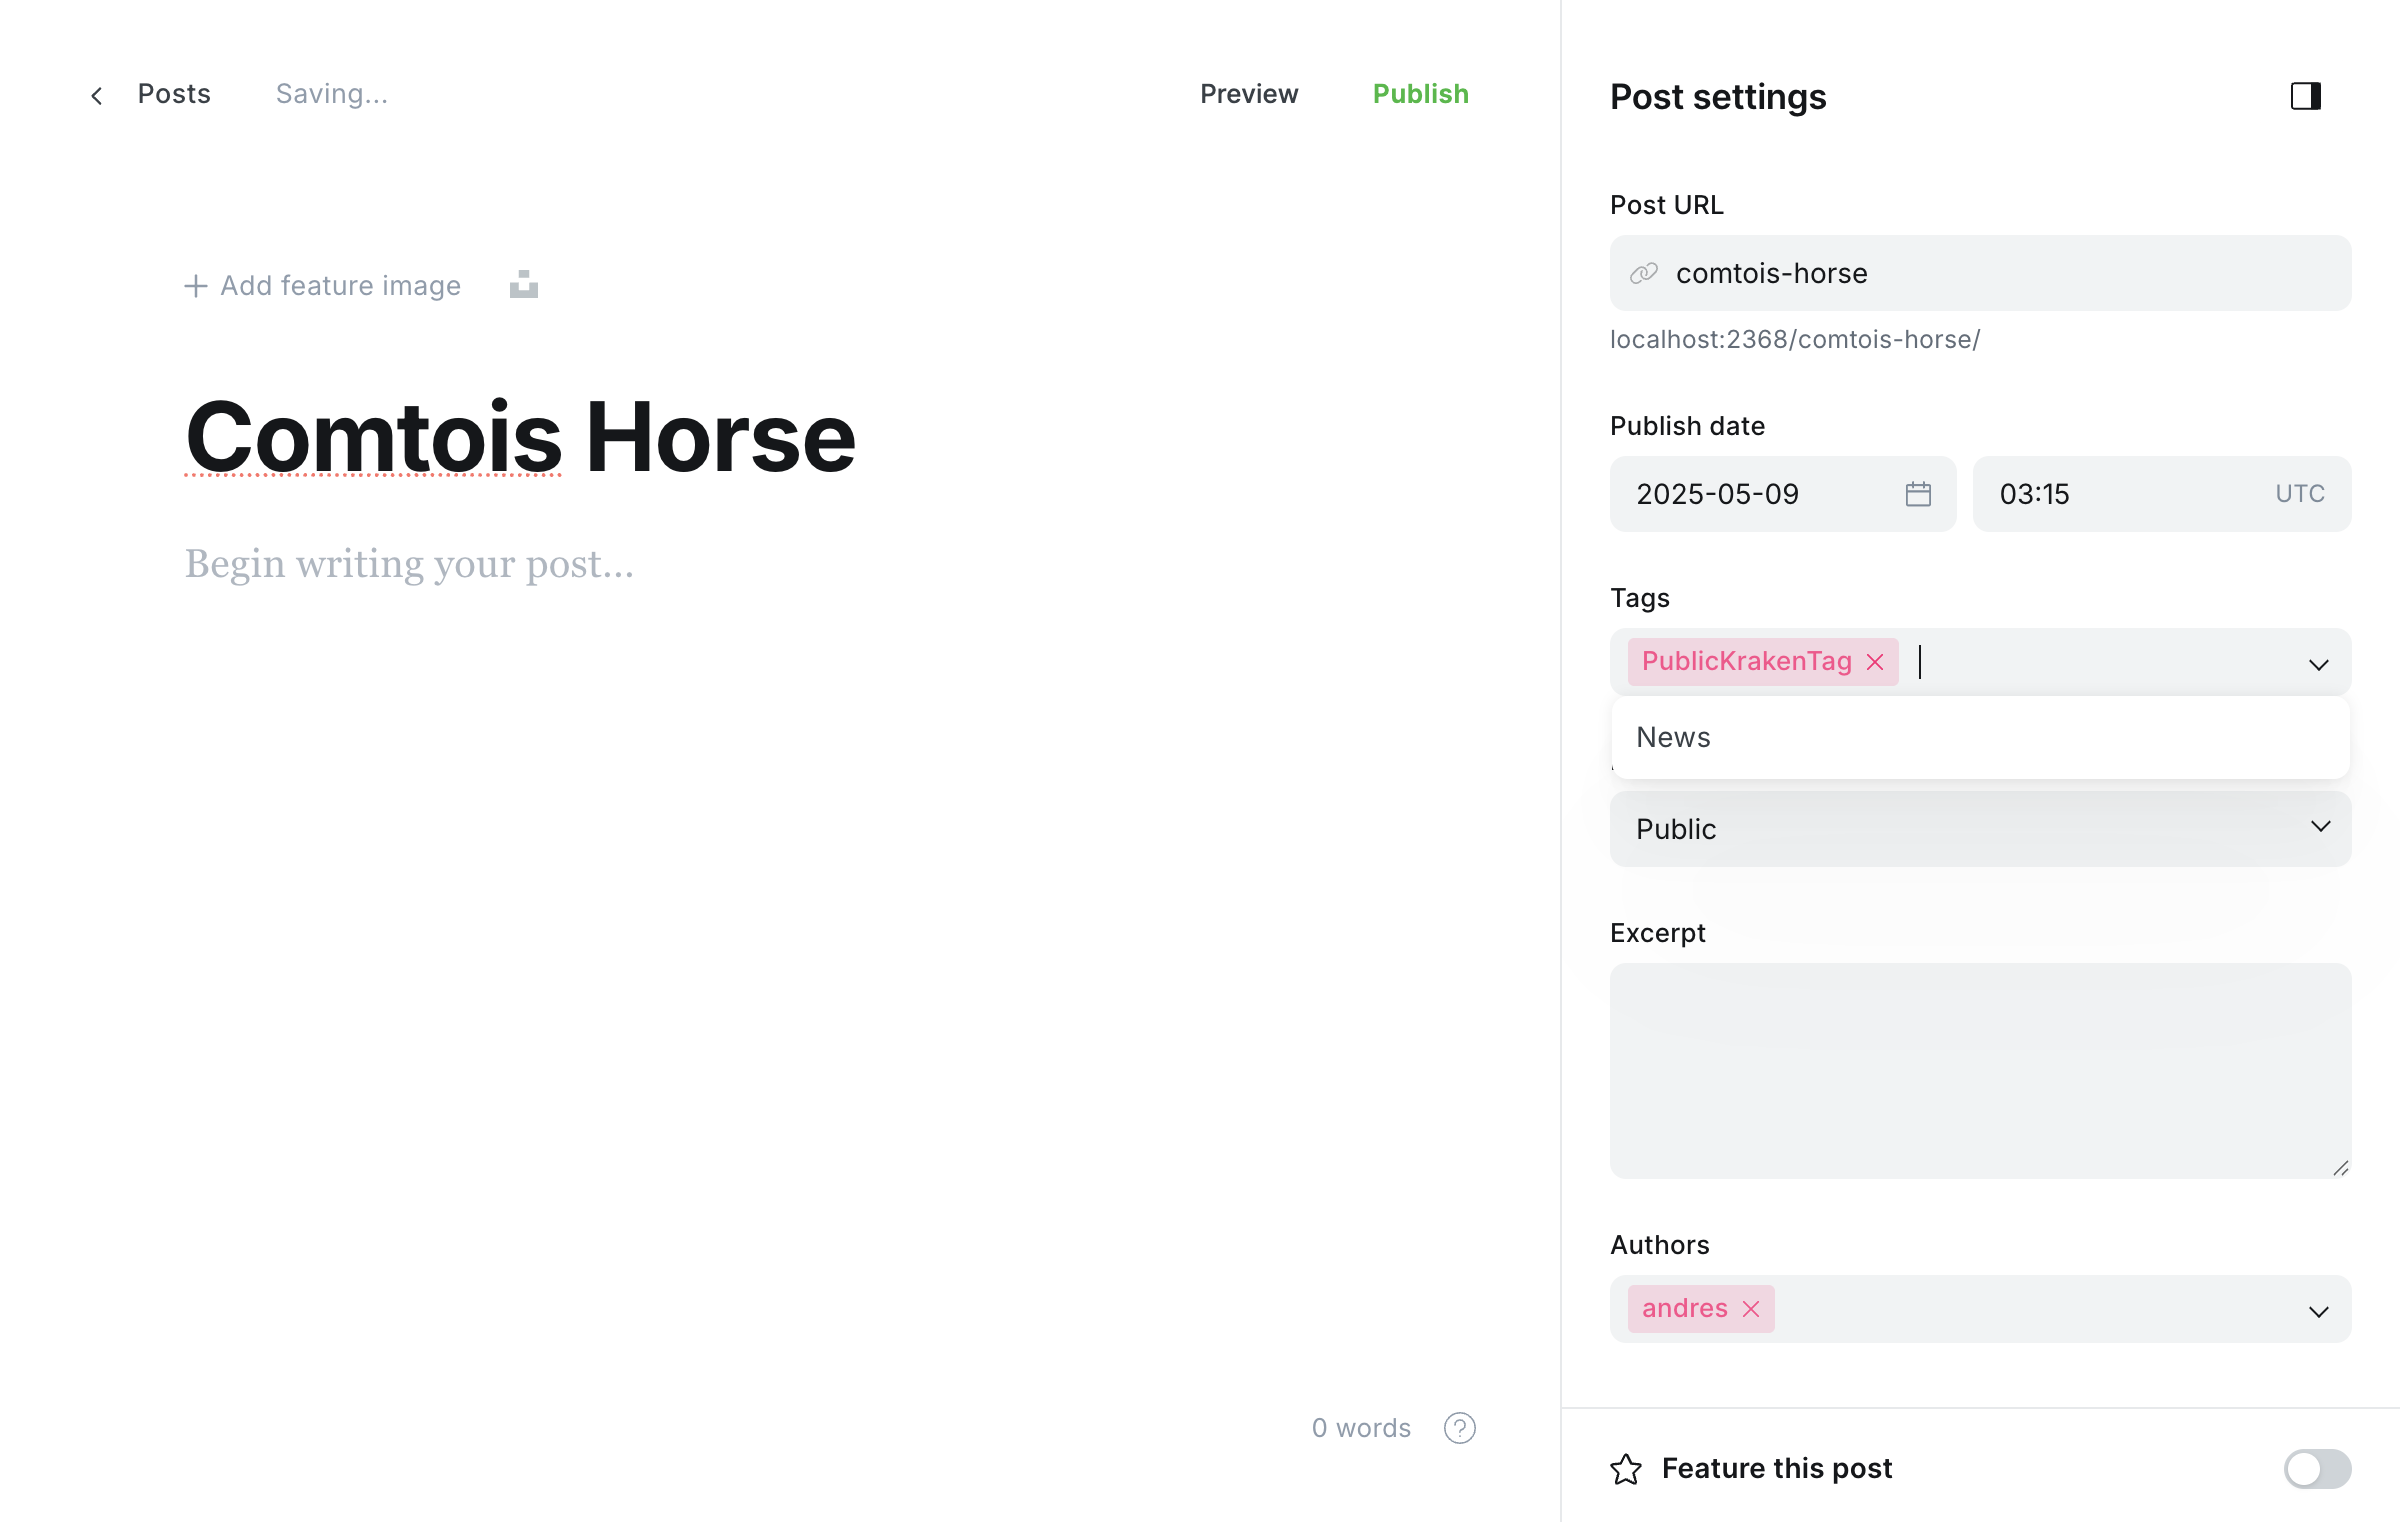 Posts
Saving...
Preview
Publish
Add feature image
Comtois Horse
Begin writing your post...
0 words
?
Post settings
Post URL
comtois-horse
localhost:2368/comtois-horse/
Publish date
2025-05-09
03:15
UTC
Tags
PublicKrakenTag
News
Public
Excerpt
Authors
andres
Feature this post